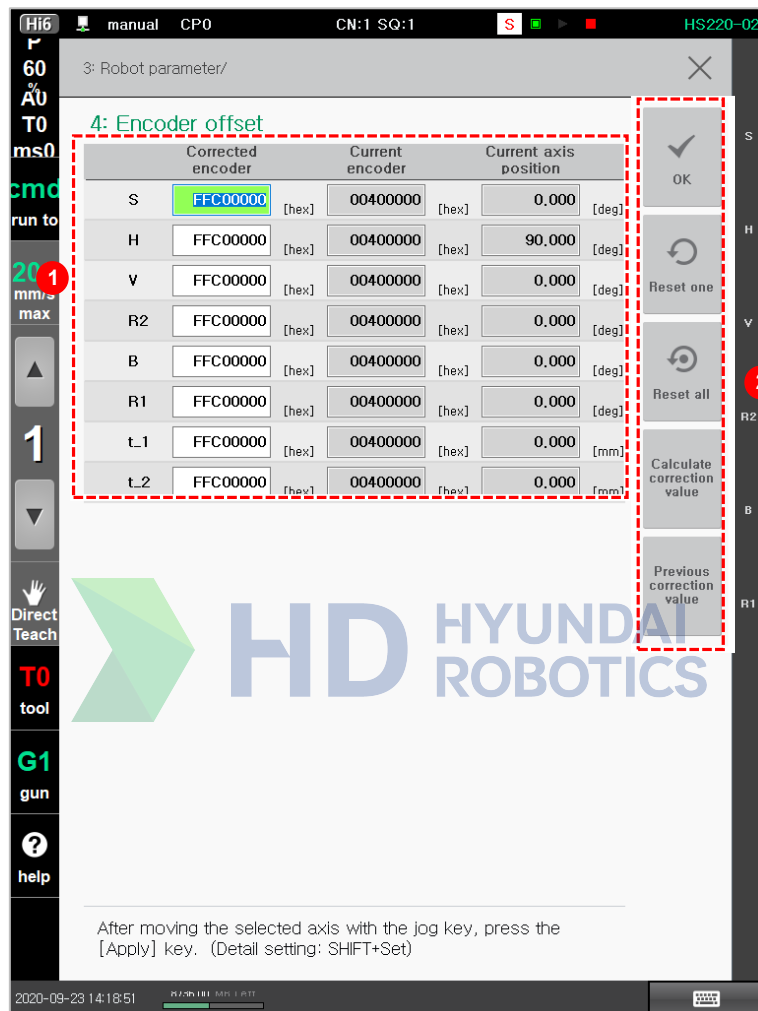 Hi6 manual CP0 CN:1 SQ:1 S HS220-02
P
60
%
A0
T0
ms0
cmd
run to
20
1
mm/s
max
1
Direct
Teach
T0
tool
G1
gun
?
help
3: Robot parameter/
4: Encoder offset
Corrected encoder Current encoder Current axis position
S FFC00000 [hex] 00400000 [hex] 0.000 [deg]
H FFC00000 [hex] 00400000 [hex] 90.000 [deg]
V FFC00000 [hex] 00400000 [hex] 0.000 [deg]
R2 FFC00000 [hex] 00400000 [hex] 0.000 [deg]
B FFC00000 [hex] 00400000 [hex] 0.000 [deg]
R1 FFC00000 [hex] 00400000 [hex] 0.000 [deg]
t_1 FFC00000 [hex] 00400000 [hex] 0.000 [mm]
t_2 FFC00000 [hex] 00400000 [hex] 0.000 [mm]
OK
Reset one
Reset all
Calculate
correction
value
Previous
correction
value
S
H
V
R2
B
R1
HD HYUNDAI
ROBOTICS
After moving the selected axis with the jog key, press the
[Apply] key. (Detail setting: SHIFT+Set)
2020-09-23 14:18:51